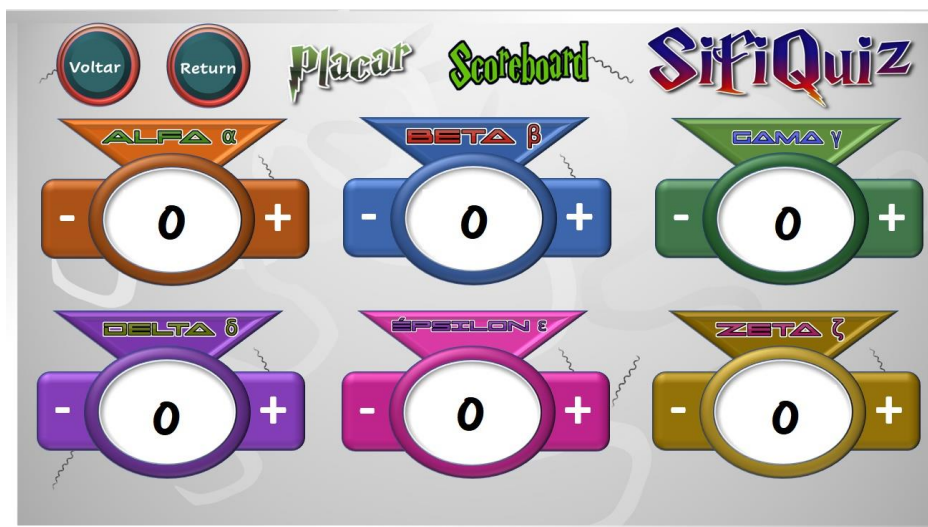 Voltar Return Placar Scoreboard SifiQuiz
ALFA α BETA β GAMA γ
- 0 + - 0 + - 0 +
DELTA δ ÉPSILON ε ZETA ζ
- 0 + - 0 + - 0 +